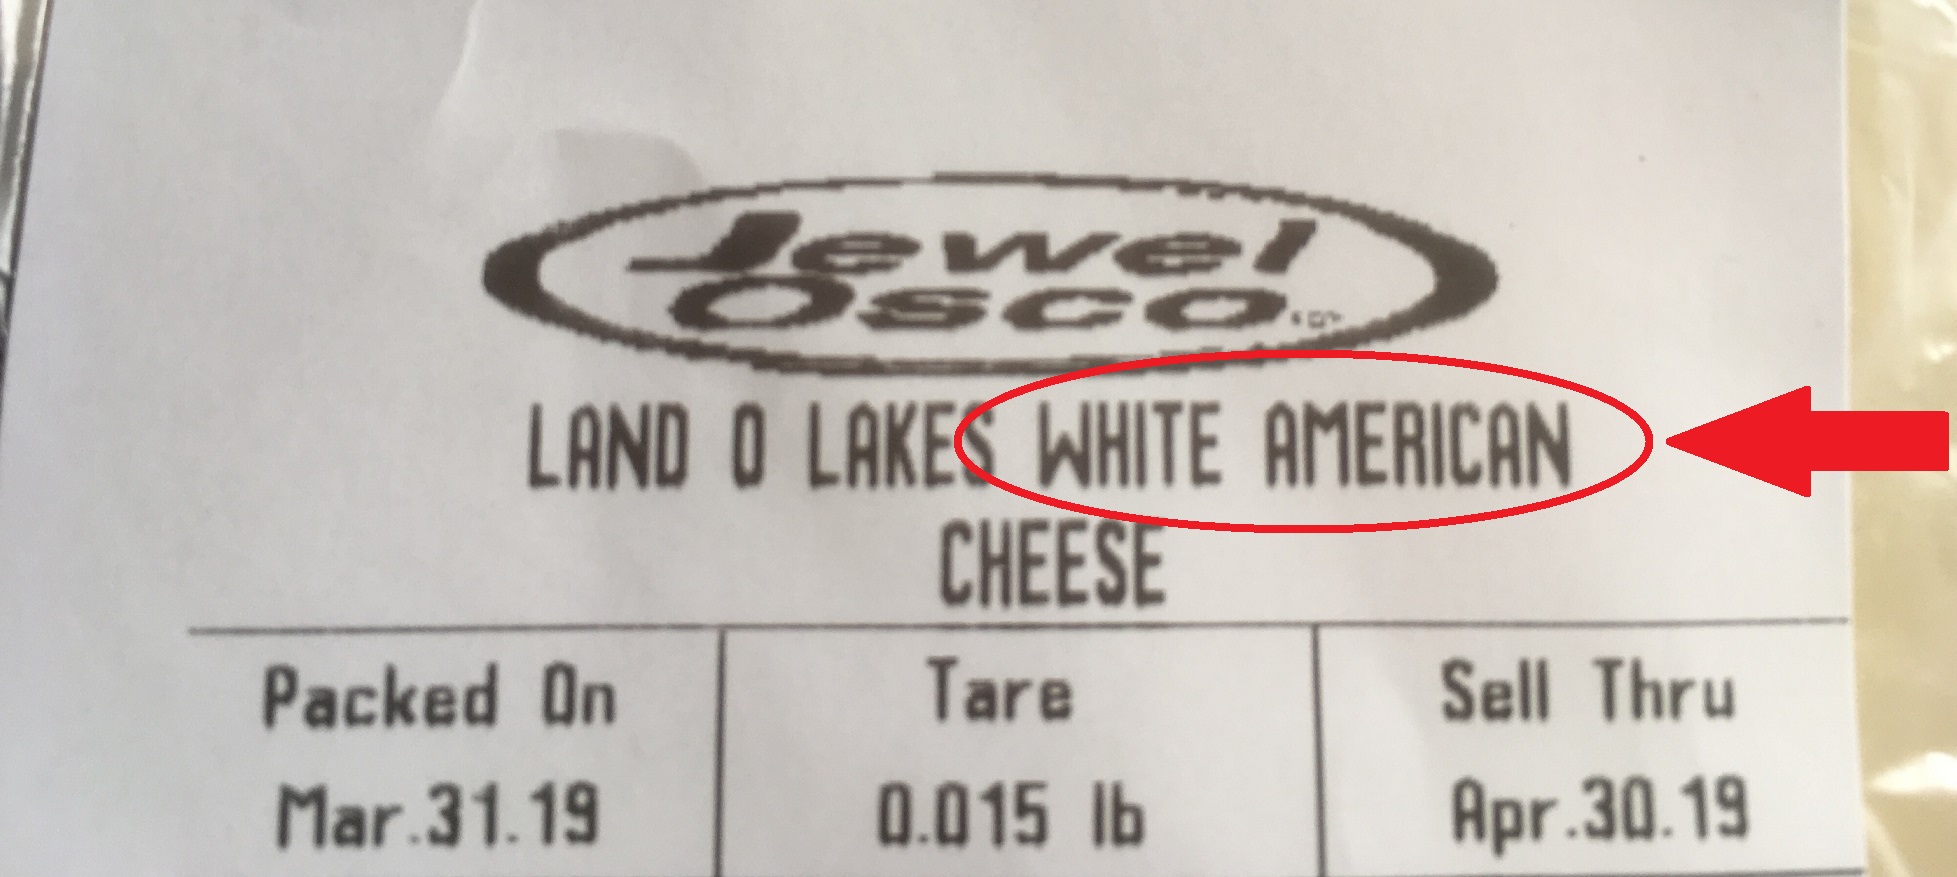 Jewel
Osco
LAND O LAKES WHITE AMERICAN
CHEESE
Packed On
Tare
Sell Thru
Mar.31.19
0.015 lb
Apr.30.19